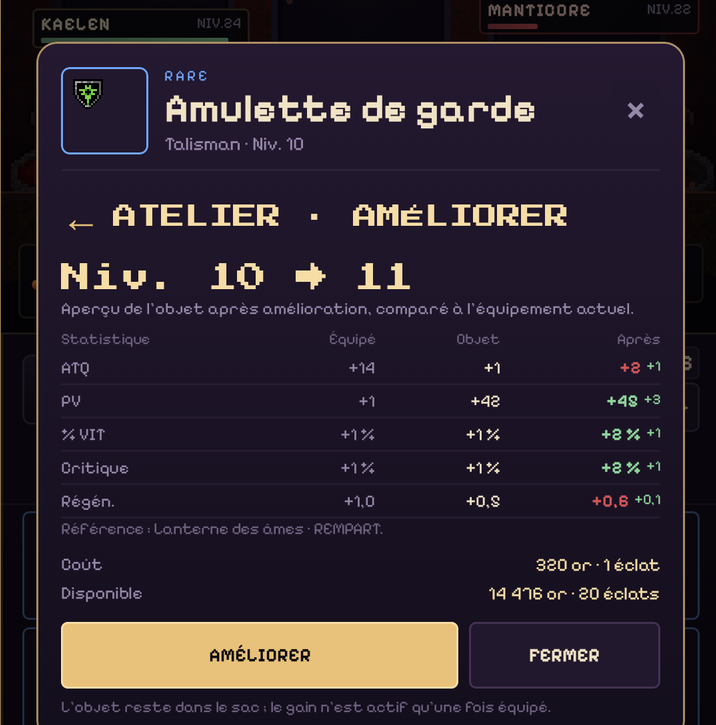 KAELEN NIV.24
MANTICORE NIV.22
RARE
Amulette de garde
×
Talisman · Niv. 10
← ATELIER · AMéLIORER
Niv. 10 → 11
Aperçu de l'objet après amélioration, comparé à l'équipement actuel.
Statistique Équipé Objet Après
ATQ +14 +1 +2 +1
PV +1 +42 +45 +3
% VIT +1 % +1 % +2 % +1
Critique +1 % +1 % +2 % +1
Régén. +1,0 +0,5 +0,6 +0,1
Référence : Lanterne des âmes · REMPART.
Coût 320 or · 1 éclat
Disponible 14 476 or · 20 éclats
AMÉLIORER FERMER
L'objet reste dans le sac ; le gain n'est actif qu'une fois équipé.